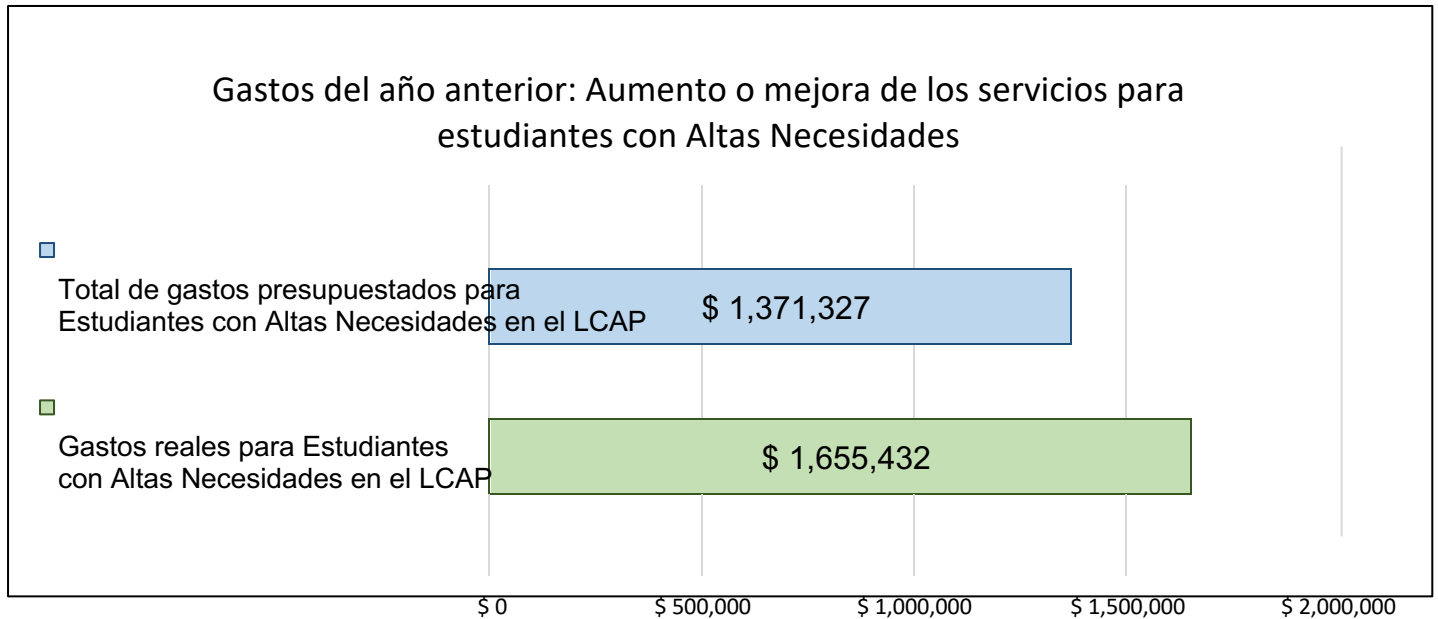 Gastos del año anterior: Aumento o mejora de los servicios para
estudiantes con Altas Necesidades
Total de gastos presupuestados para
Estudiantes con Altas Necesidades en el LCAP
$ 1,371,327
Gastos reales para Estudiantes
con Altas Necesidades en el LCAP
$ 1,655,432
$ 0
$ 500,000
$ 1,000,000
$ 1,500,000
$ 2,000,000